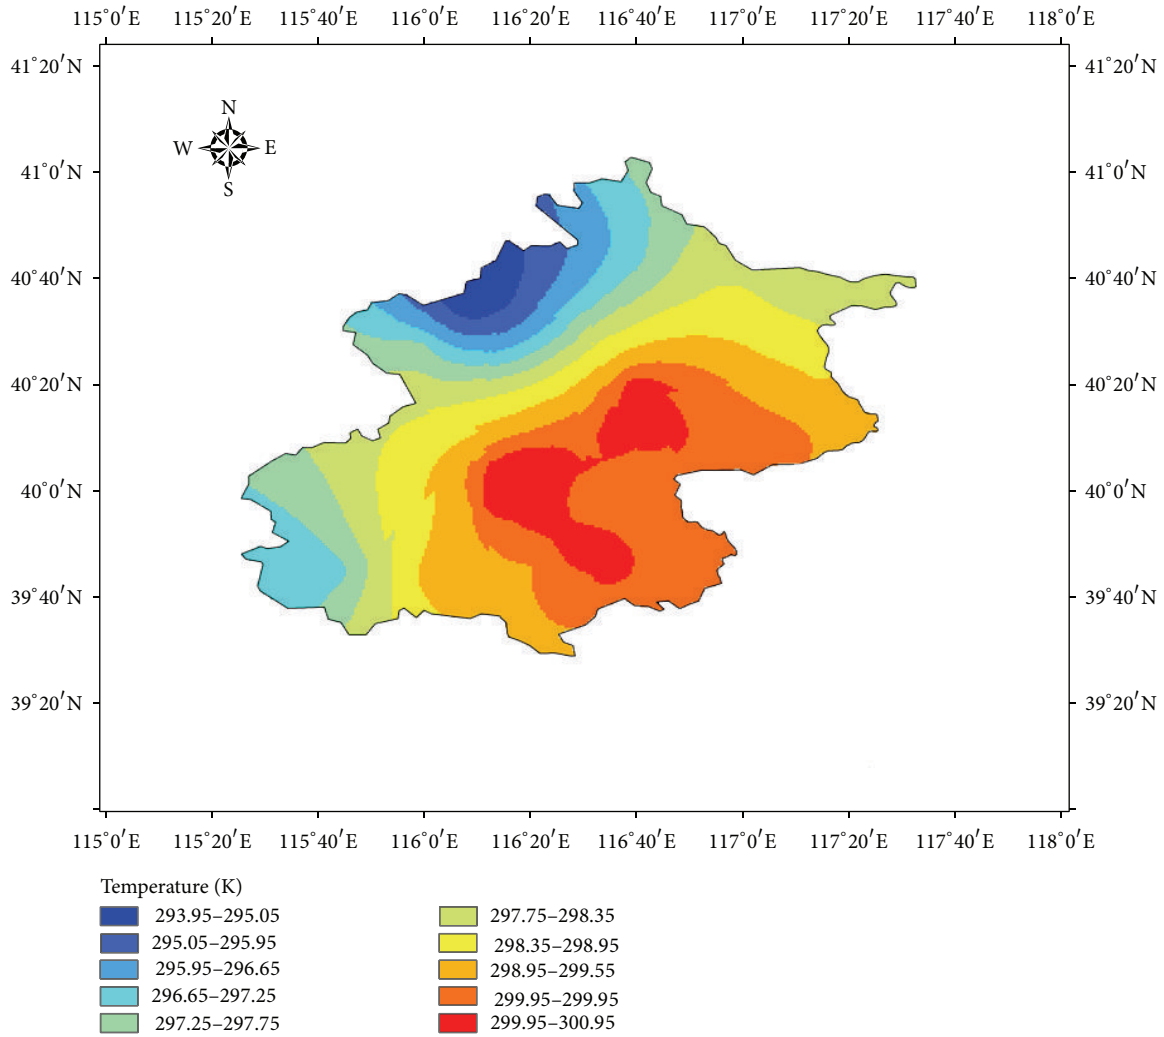 115°0′E 115°20′E 115°40′E 116°0′E 116°20′E 116°40′E 117°0′E 117°20′E 117°40′E 118°0′E
41°20′N 41°20′N
N
W E
S
41°0′N 41°0′N
40°40′N 40°40′N
40°20′N 40°20′N
40°0′N 40°0′N
39°40′N 39°40′N
39°20′N 39°20′N
115°0′E 115°20′E 115°40′E 116°0′E 116°20′E 116°40′E 117°0′E 117°20′E 117°40′E 118°0′E
Temperature (K)
293.95–295.05 297.75–298.35
295.05–295.95 298.35–298.95
295.95–296.65 298.95–299.55
296.65–297.25 299.95–299.95
297.25–297.75 299.95–300.95